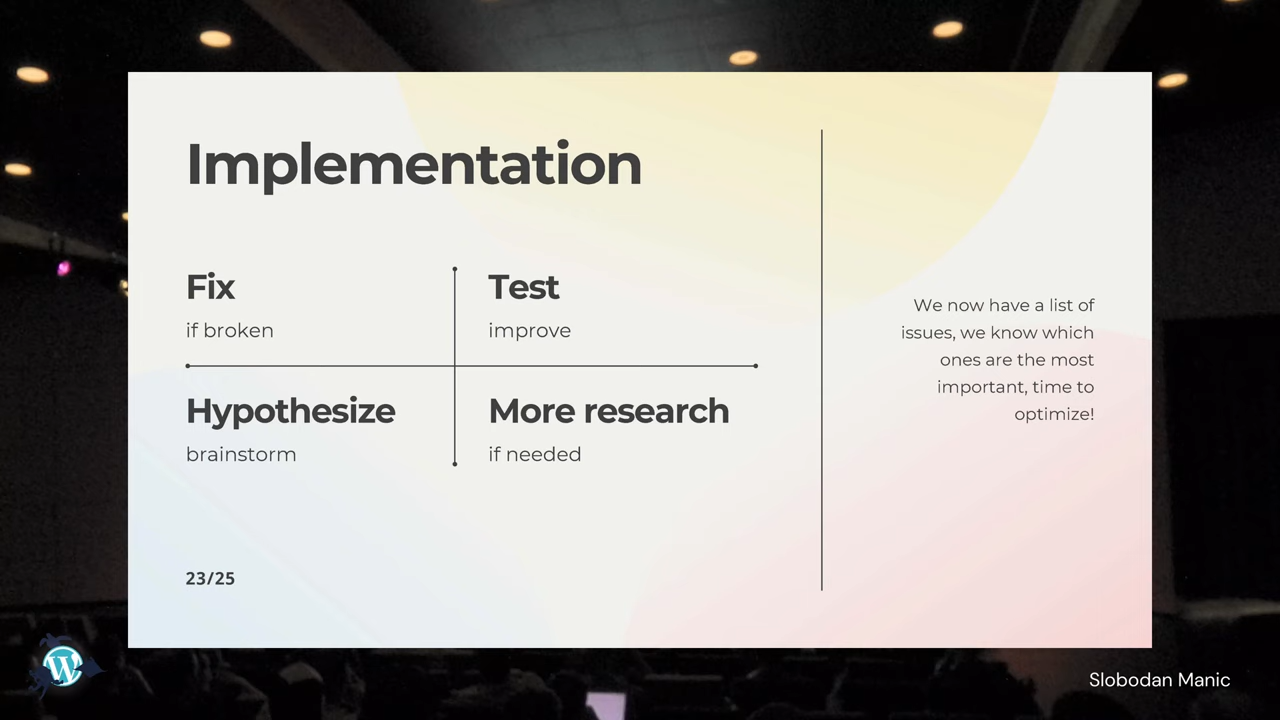 Implementation
Fix
if broken
Test
improve
Hypothesize
brainstorm
More research
if needed
We now have a list of
issues, we know which
ones are the most
important, time to
optimize!
23/25
Slobodan Manic